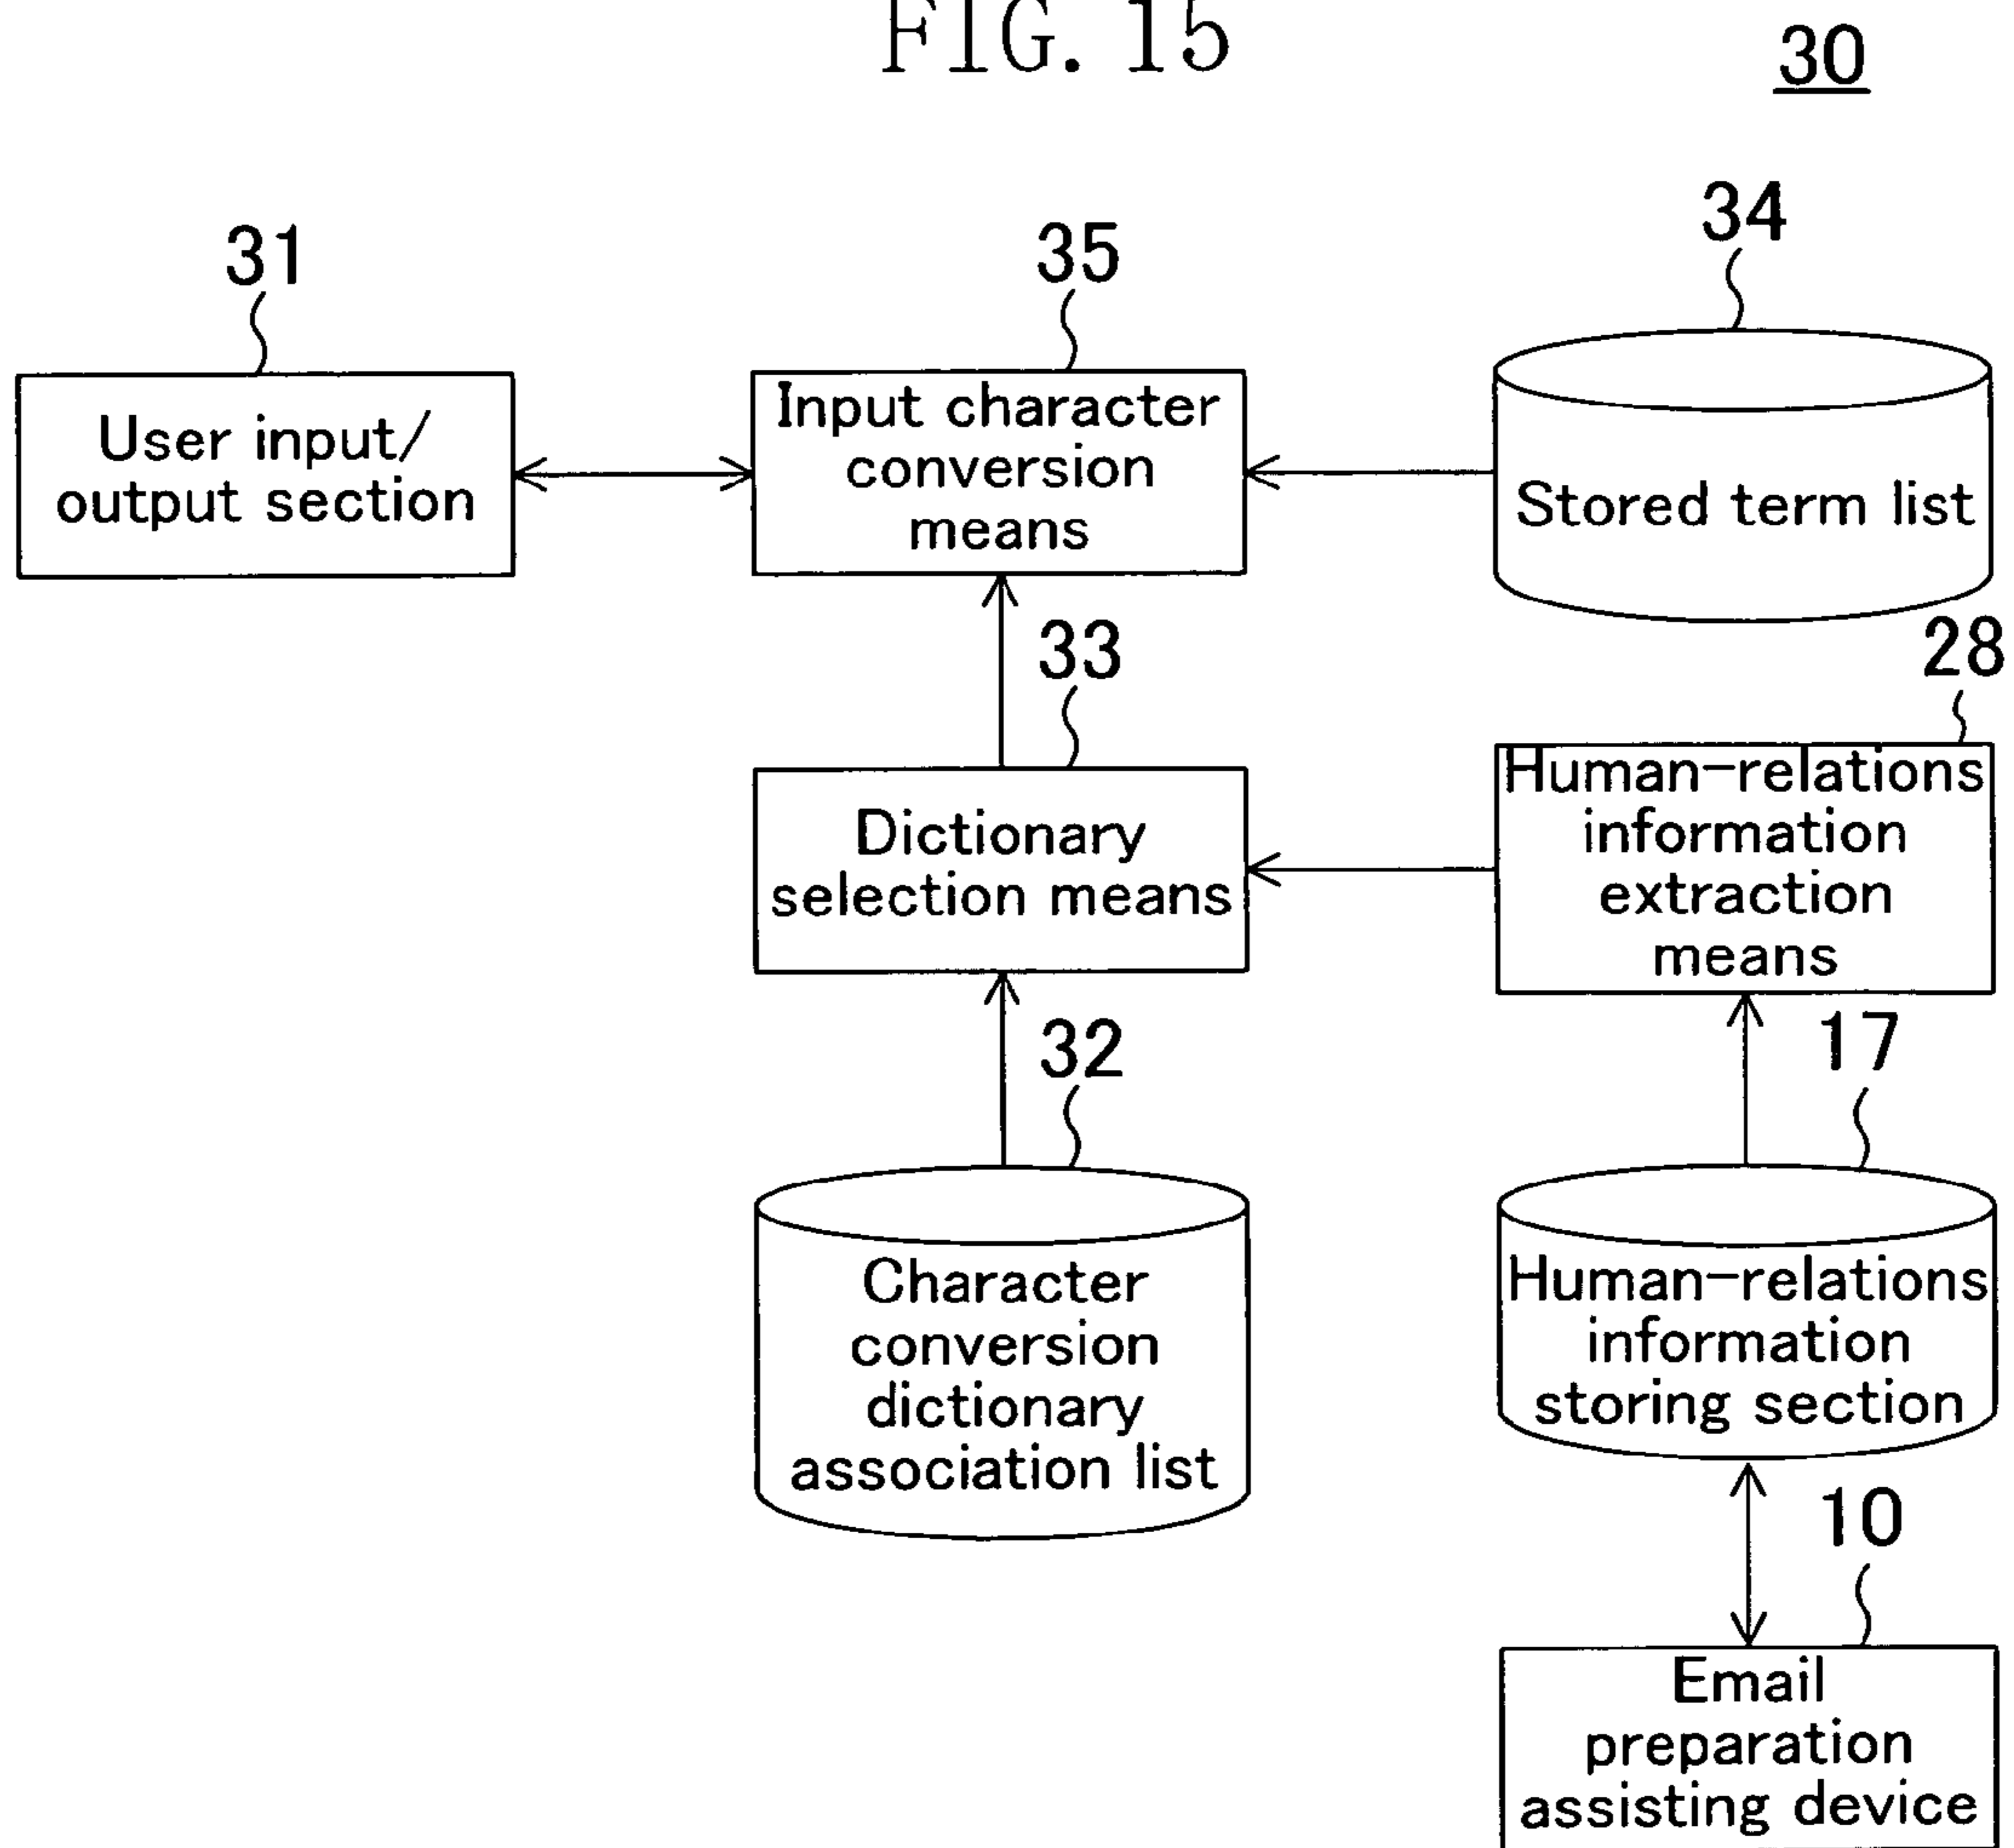 FIG. 15
30
31
User input/
output section
35
Input character
conversion
means
34
Stored term list
33
Dictionary
selection means
28
Human-relations
information
extraction
means
32
Character
conversion
dictionary
association list
17
Human-relations
information
storing section
10
Email
preparation
assisting device